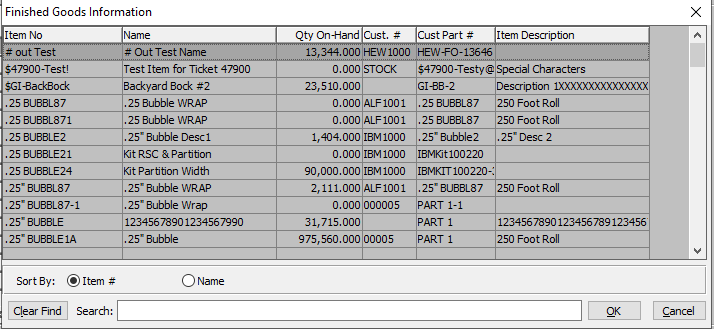 Finished Goods Information
Item No Name Qty On-Hand Cust. # Cust Part # Item Description
# out Test # Out Test Name 13,344.000 HEW1000 HEW-FO-13646
$47900-Test! Test Item for Ticket 47900 0.000 STOCK $47900-Testy@ Special Characters
$GI-BackBock Backyard Bock #2 23,510.000 GI-BB-2 Description 1XXXXXXXXXXXXX
.25 BUBBL87 .25 Bubble WRAP 0.000 ALF1001 .25 BUBBL87 250 Foot Roll
.25 BUBBL871 .25 Bubble WRAP 0.000 ALF1001 .25 BUBBL87 250 Foot Roll
.25 BUBBLE2 .25" Bubble Desc1 1,404.000 IBM1000 .25" Bubble2 .25" Desc 2
.25 BUBBLE21 Kit RSC & Partition 0.000 IBM1000 IBMKit100220
.25 BUBBLE24 Kit Partition Width 90,000.000 IBM1000 IBMKIT100220-
.25" BUBBL87 .25" Bubble WRAP 2,111.000 ALF1001 .25" BUBBL87 250 Foot Roll
.25" BUBBL87-1 .25" Bubble Wrap 0.000 000005 PART 1-1
.25" BUBBLE 12345678901234567990 31,715.000 PART 1 123456789012345678912345​6
.25" BUBBLE1A .25" Bubble 975,560.000 00005 PART 1 250 Foot Roll
Sort By: Item # Name
Clear Find Search: OK Cancel